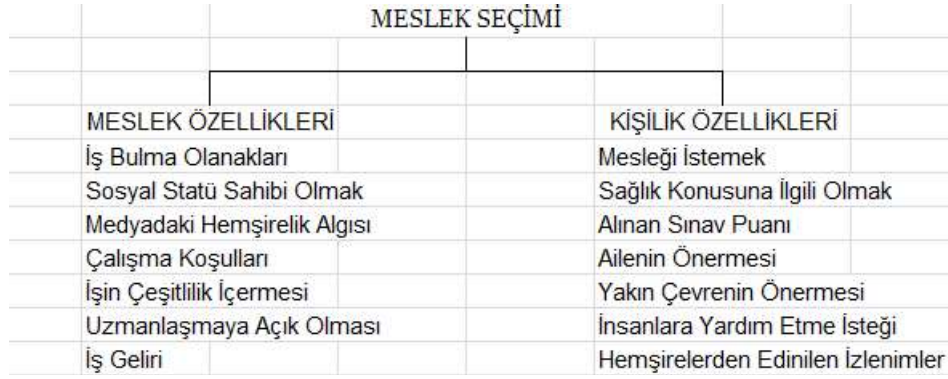 MESLEK SEÇİMİ
MESLEK ÖZELLİKLERİ
İş Bulma Olanakları
Sosyal Statü Sahibi Olmak
Medyadaki Hemşirelik Algısı
Çalışma Koşulları
İşin Çeşitlilik İçermesi
Uzmanlaşmaya Açık Olması
İş Geliri
KİŞİLİK ÖZELLİKLERİ
Mesleği İstemek
Sağlık Konusuna İlgili Olmak
Alınan Sınav Puanı
Ailenin Önermesi
Yakın Çevrenin Önermesi
İnsanlara Yardım Etme İsteği
Hemşirelerden Edinilen İzlenimler